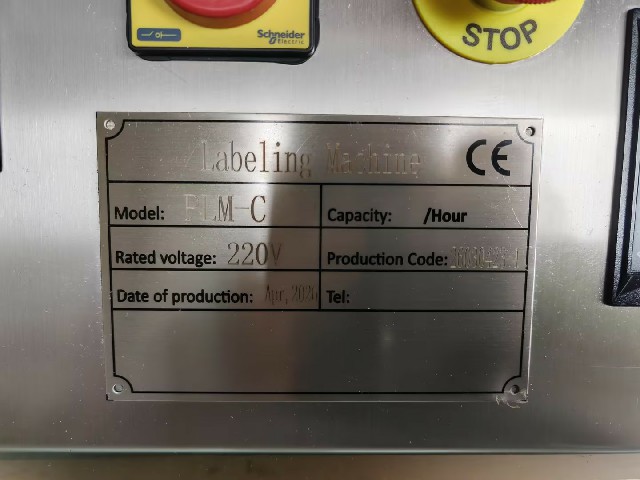 Schneider
Electric
STOP
Labeling Machine CE
Model: FLM-C
Capacity: /Hour
Rated voltage: 220V
Production Code:
Date of production: Apr, 2026
Tel: